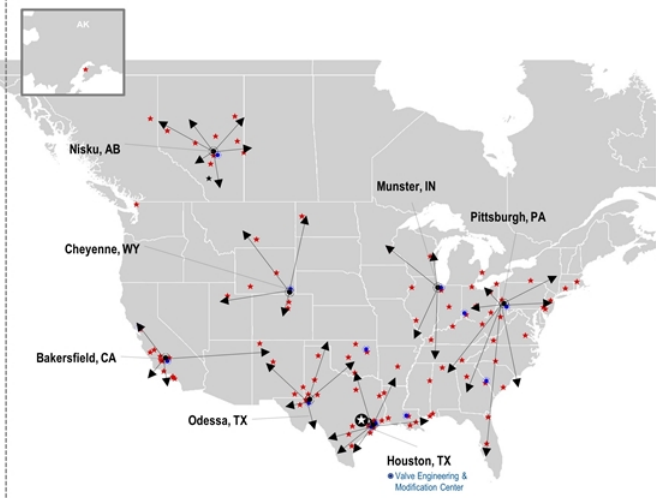 AK
Nisku, AB
Munster, IN
Pittsburgh, PA
Cheyenne, WY
Bakersfield, CA
Odessa, TX
Houston, TX
Valve Engineering &
Modification Center